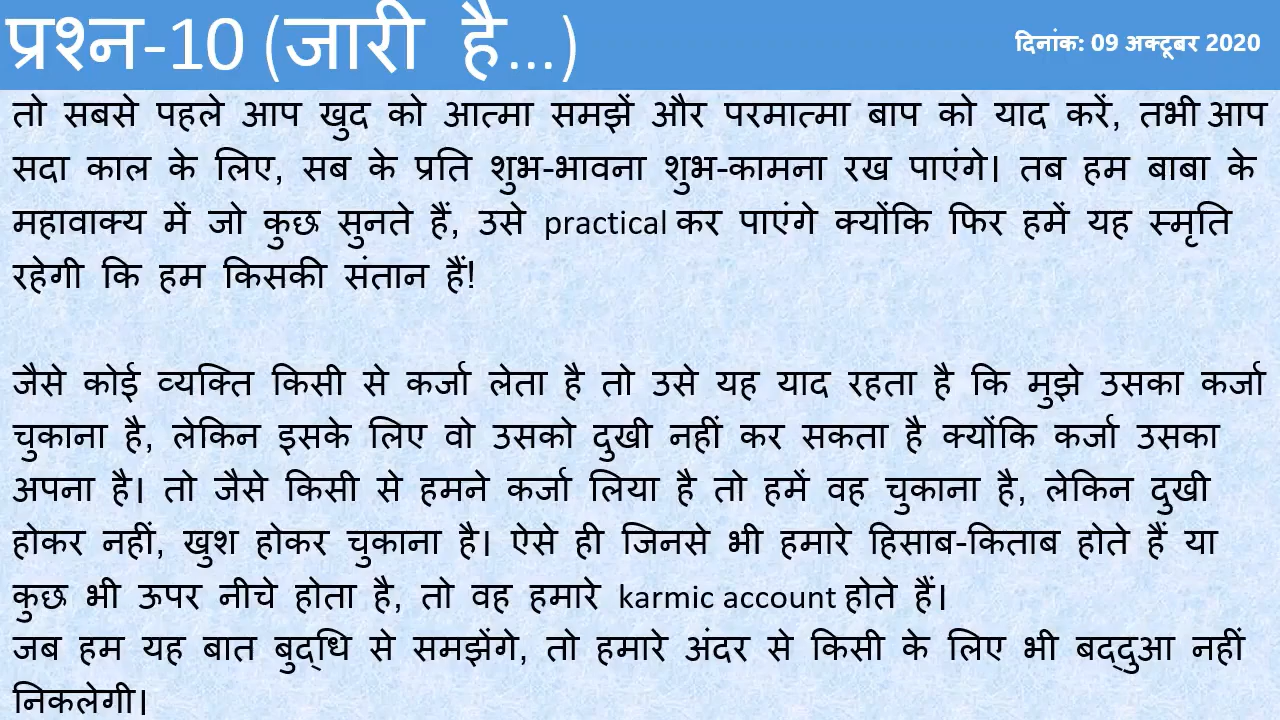 प्रश्न-10 (जारी है...)
दिनांक: 09 अक्टूबर 2020
तो सबसे पहले आप खुद को आत्मा समझें और परमात्मा बाप को याद करें, तभी आप
सदा काल के लिए, सब के प्रति शुभ-भावना शुभ-कामना रख पाएंगे। तब हम बाबा के
महावाक्य में जो कुछ सुनते हैं, उसे practical कर पाएंगे क्योंकि फिर हमें यह स्मृति
रहेगी कि हम किसकी संतान हैं!
जैसे कोई व्यक्ति किसी से कर्जा लेता है तो उसे यह याद रहता है कि मुझे उसका कर्जा
चुकाना है, लेकिन इसके लिए वो उसको दुखी नहीं कर सकता है क्योंकि कर्जा उसका
अपना है। तो जैसे किसी से हमने कर्जा लिया है तो हमें वह चुकाना है, लेकिन दुखी
होकर नहीं, खुश होकर चुकाना है। ऐसे ही जिनसे भी हमारे हिसाब-किताब होते हैं या
कुछ भी ऊपर नीचे होता है, तो वह हमारे karmic account होते हैं।
जब हम यह बात बुद्धि से समझेंगे, तो हमारे अंदर से किसी के लिए भी बद्दुआ नहीं
निकलेगी।